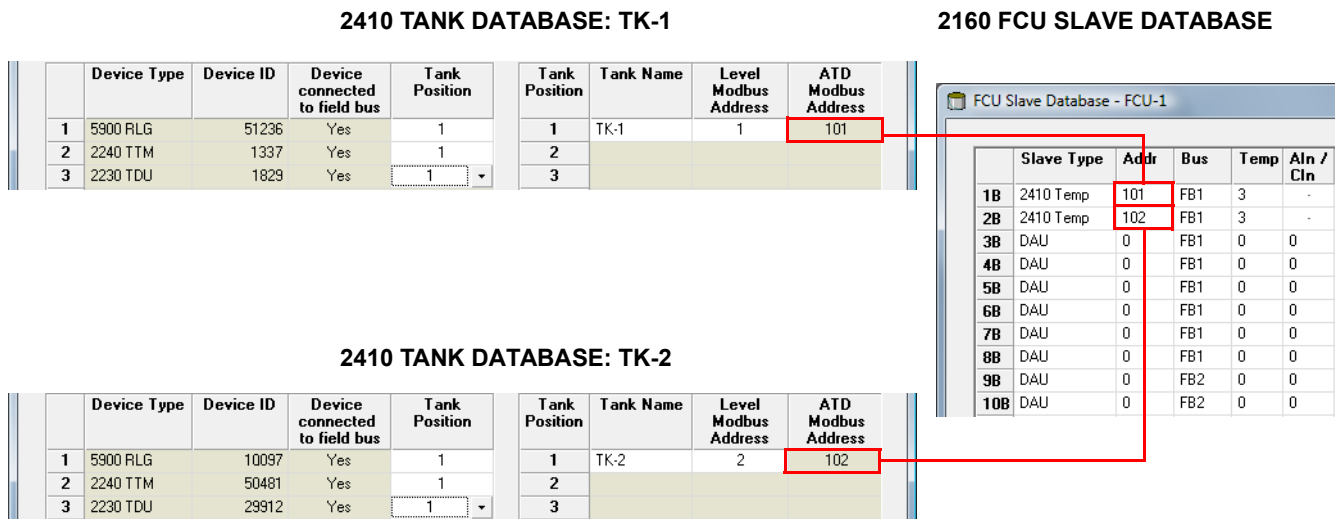 2410 TANK DATABASE: TK-1
Device Type Device ID Device connected to field bus Tank Position
1 5900 RLG 51236 Yes 1
2 2240 TTM 1337 Yes 1
3 2230 TDU 1829 Yes 1
Tank Position Tank Name Level Modbus Address ATD Modbus Address
1 TK-1 1 101
2
3
2160 FCU SLAVE DATABASE
FCU Slave Database - FCU-1
Slave Type Addr Bus Temp AIn / CIn
1B 2410 Temp 101 FB1 3 -
2B 2410 Temp 102 FB1 3 -
3B DAU 0 FB1 0 0
4B DAU 0 FB1 0 0
5B DAU 0 FB1 0 0
6B DAU 0 FB1 0 0
7B DAU 0 FB1 0 0
8B DAU 0 FB1 0 0
9B DAU 0 FB2 0 0
10B DAU 0 FB2 0 0
2410 TANK DATABASE: TK-2
Device Type Device ID Device connected to field bus Tank Position
1 5900 RLG 10097 Yes 1
2 2240 TTM 50481 Yes 1
3 2230 TDU 29912 Yes 1
Tank Position Tank Name Level Modbus Address ATD Modbus Address
1 TK-2 2 102
2
3